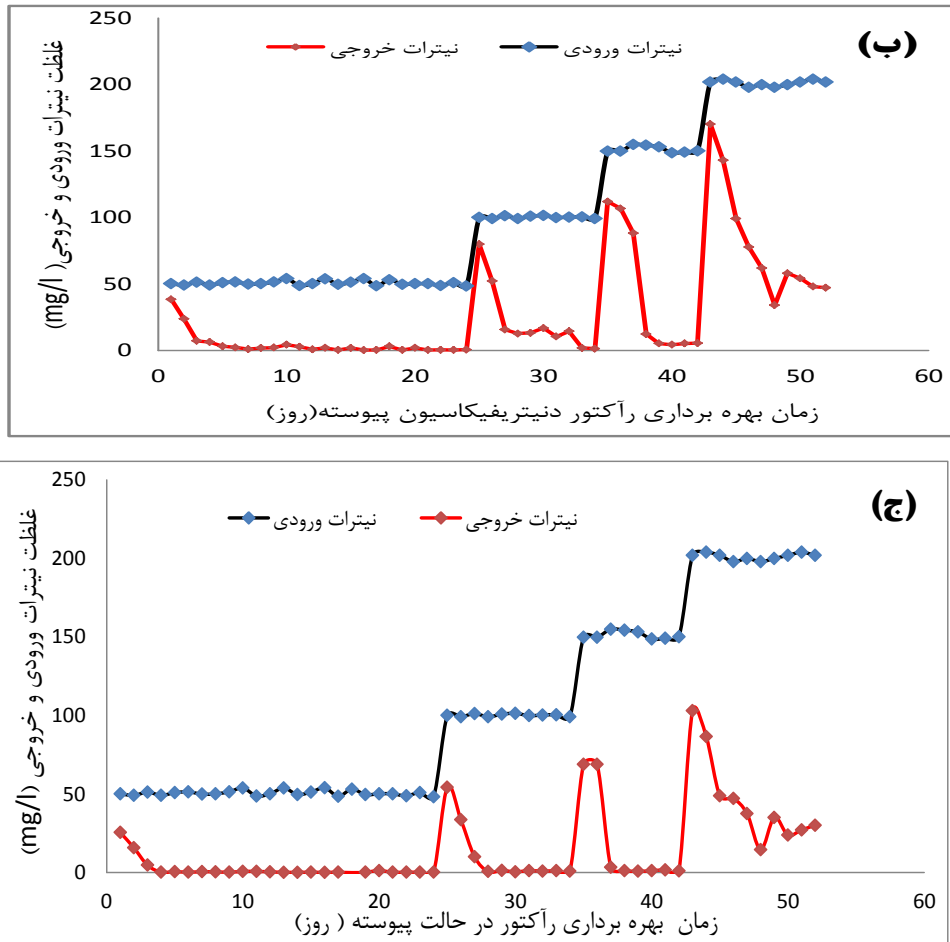 (ب)
نیترات ورودی نیترات خروجی
غلظت نیترات ورودی و خروجی(mg/l)
250
200
150
100
50
0
0 10 20 30 40 50 60
زمان بهره برداری رآکتور دنیتریفیکاسیون پیوسته(روز)
(ج)
نیترات ورودی نیترات خروجی
غلظت نیترات ورودی و خروجی (mg/l)
250
200
150
100
50
0
0 10 20 30 40 50 60
زمان بهره برداری رآکتور در حالت پیوسته ( روز)